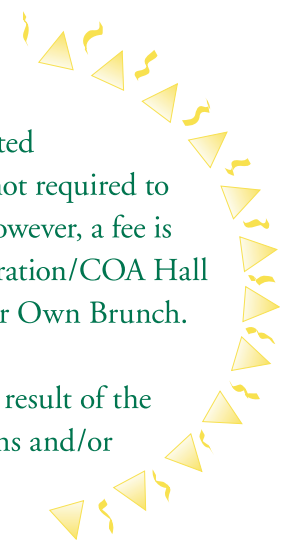 ted
not required to
owever, a fee is
ration/COA Hall
r Own Brunch.
result of the
ns and/or